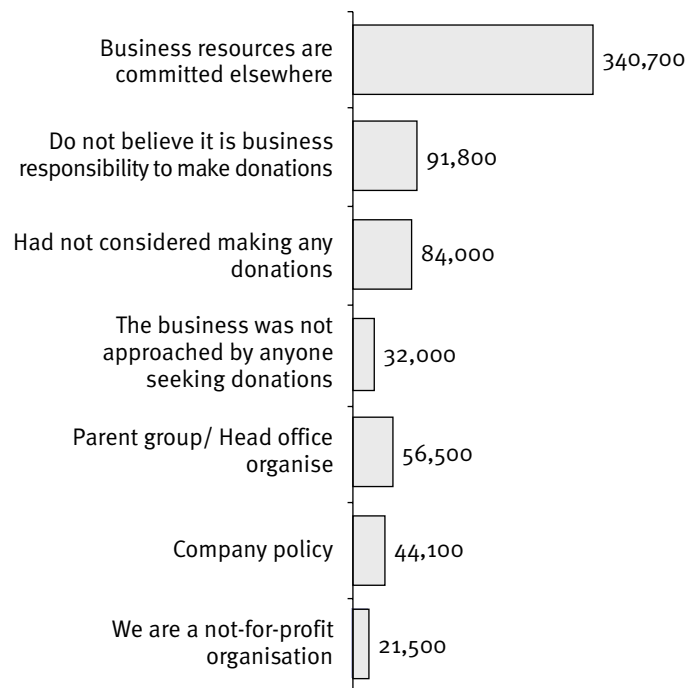 Business resources are
committed elsewhere
340,700
Do not believe it is business
responsibility to make donations
91,800
Had not considered making any
donations
84,000
The business was not
approached by anyone
seeking donations
32,000
Parent group/ Head office
organise
56,500
Company policy
44,100
We are a not-for-profit
organisation
21,500